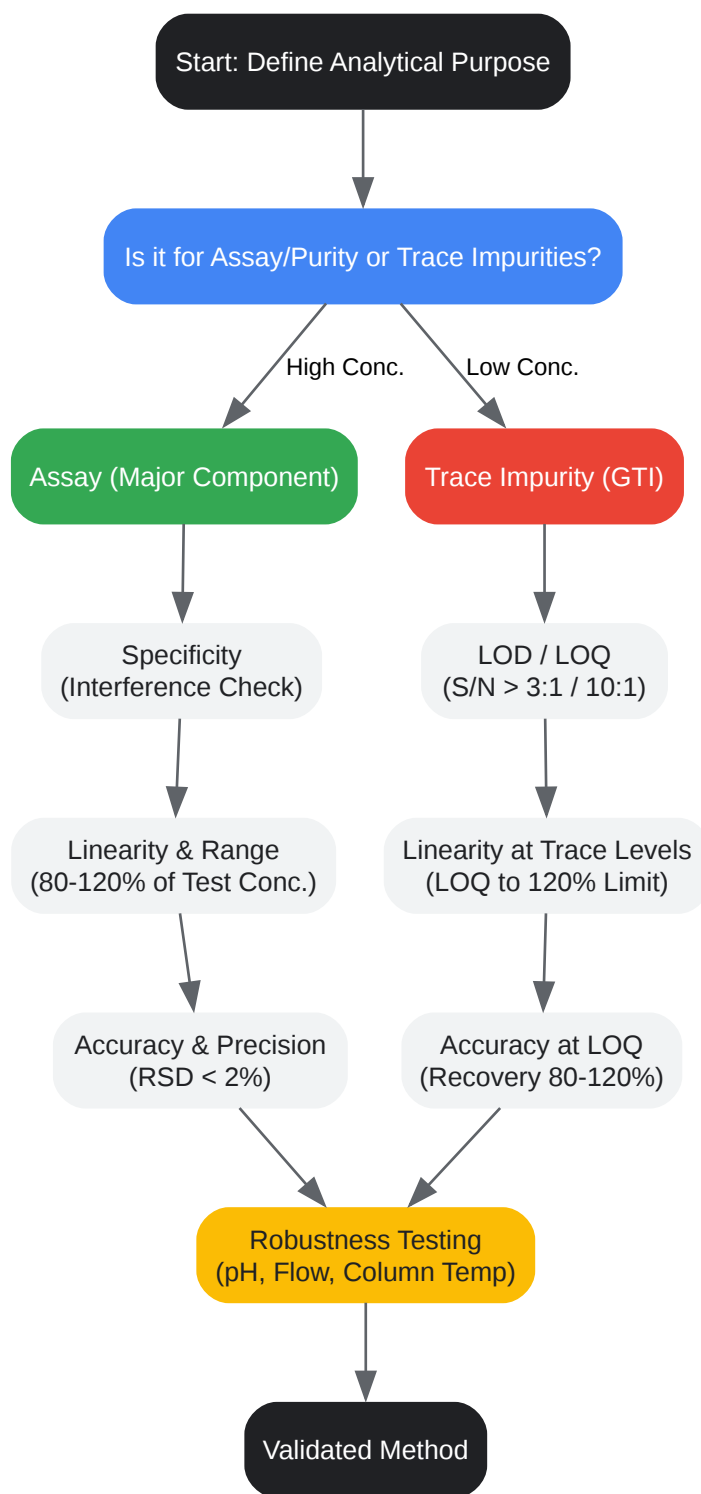 Start: Define Analytical Purpose
Is it for Assay/Purity or Trace Impurities?
High Conc.
Low Conc.
Assay (Major Component)
Trace Impurity (GTI)
Specificity
(Interference Check)
LOD / LOQ
(S/N > 3:1 / 10:1)
Linearity & Range
(80-120% of Test Conc.)
Linearity at Trace Levels
(LOQ to 120% Limit)
Accuracy & Precision
(RSD < 2%)
Accuracy at LOQ
(Recovery 80-120%)
Robustness Testing
(pH, Flow, Column Temp)
Validated Method